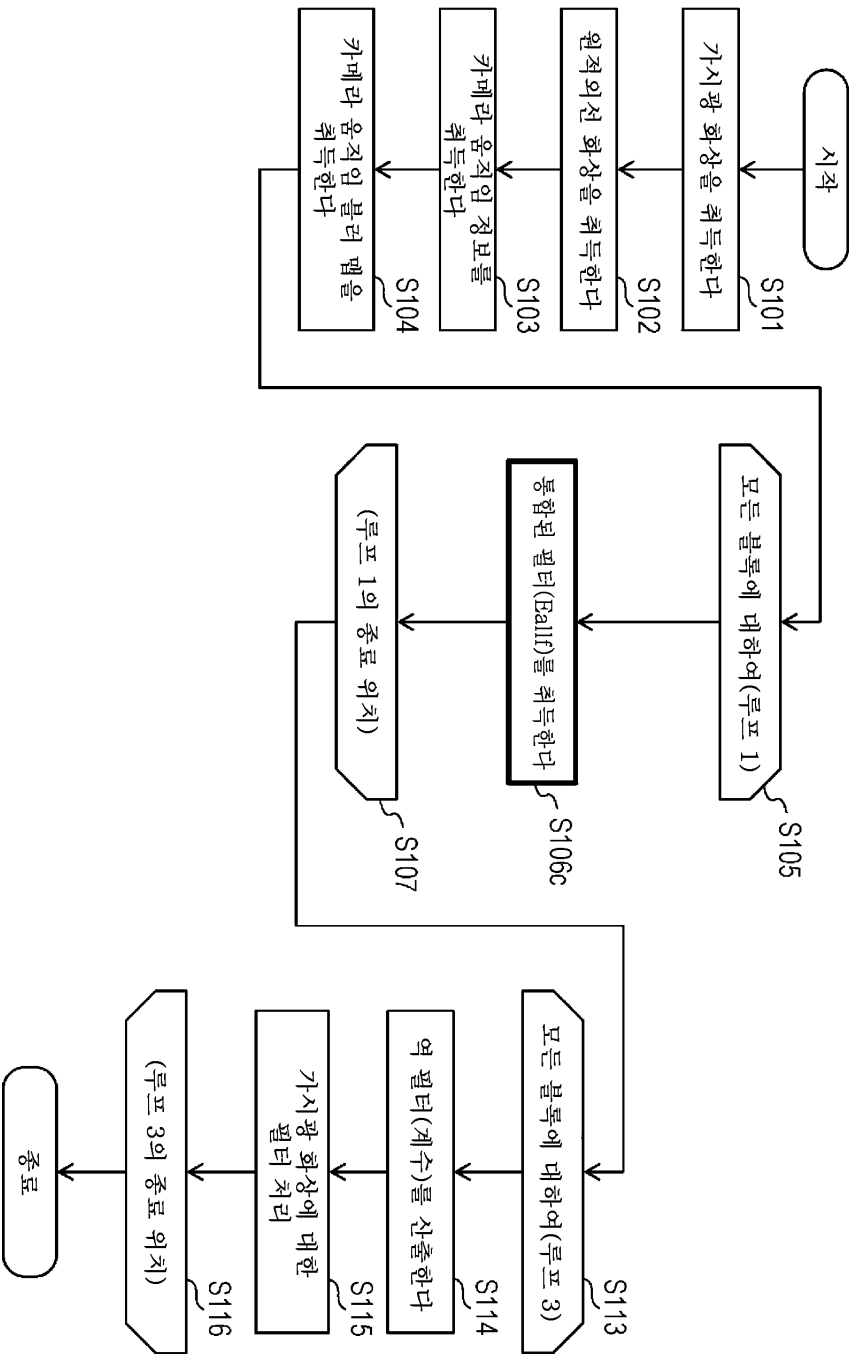 시작
가시광 화상을 취득한다
S101
원적외선 화상을 취득한다
S102
카메라 움직임 정보를
취득한다
S103
카메라 움직임 블러 맵을
취득한다
S104
모든 블록에 대하여(루프 1)
S105
통합된 필터(Eallf)를 취득한다
S106c
(루프 1의 종료 위치)
S107
모든 블록에 대하여(루프 3)
S113
역 필터(계수)를 산출한다
S114
가시광 화상에 대한
필터 처리
S115
(루프 3의 종료 위치)
S116
종료